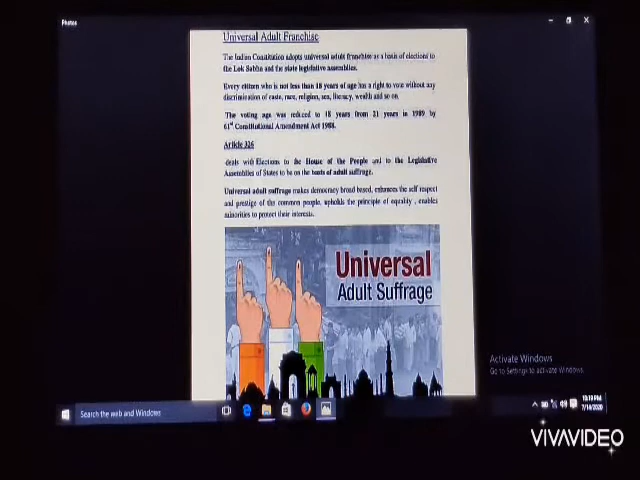 Photos
Universal Adult Franchise
The Indian Constitution adopts universal adult franchise as a basis of elections to
the Lok Sabha and the state legislative assemblies.
Every citizen who is not less than 18 years of age has a right to vote without any
discrimination of caste, race, religion, sex, literacy, wealth and so on.
The voting age was reduced to 18 years from 21 years in 1989 by
61st Constitutional Amendment Act 1988.
Article 326
deals with Elections to the House of the People and to the Legislative
Assemblies of States to be on the basis of adult suffrage.
Universal adult suffrage makes democracy broad based, enhances the self respect
and prestige of the common people, upholds the principle of equality , enables
minorities to protect their interests.
Universal
Adult Suffrage
Activate Windows
Go to Settings to activate Windows.
Search the web and Windows
7/16/2020
VIVAVIDEO